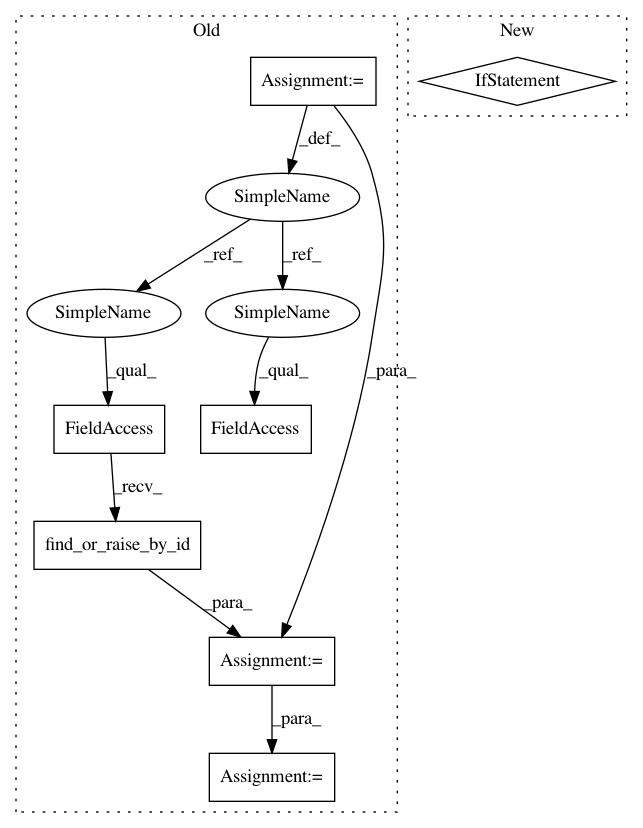 Old
New
Assignment:=
IfStatement
_def_
SimpleName
_ref_
_ref_
SimpleName
SimpleName
_qual_
_qual_
_para_
FieldAccess
FieldAccess
_recv_
find_or_raise_by_id
_para_
Assignment:=
_para_
Assignment:=